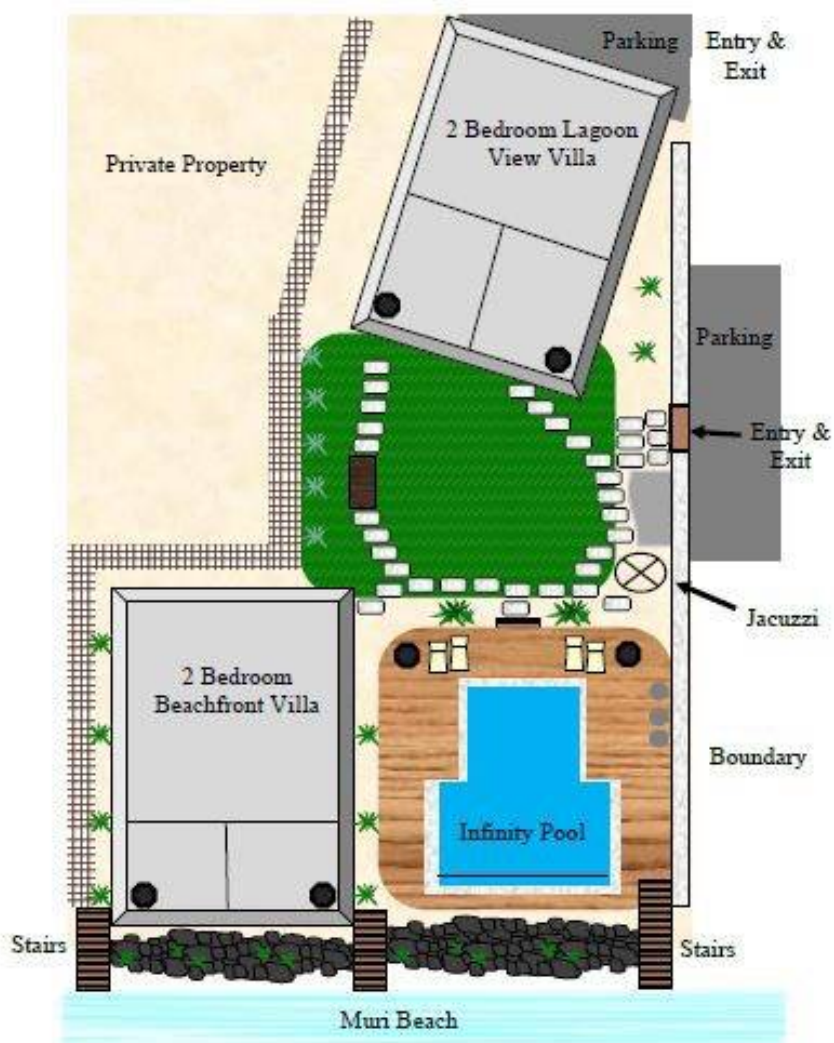 Parking
Entry &
Exit
2 Bedroom Lagoon
View Villa
Private Property
Parking
Entry &
Exit
Jacuzzi
2 Bedroom
Beachfront Villa
Boundary
Infinity Pool
Stairs
Stairs
Muri Beach